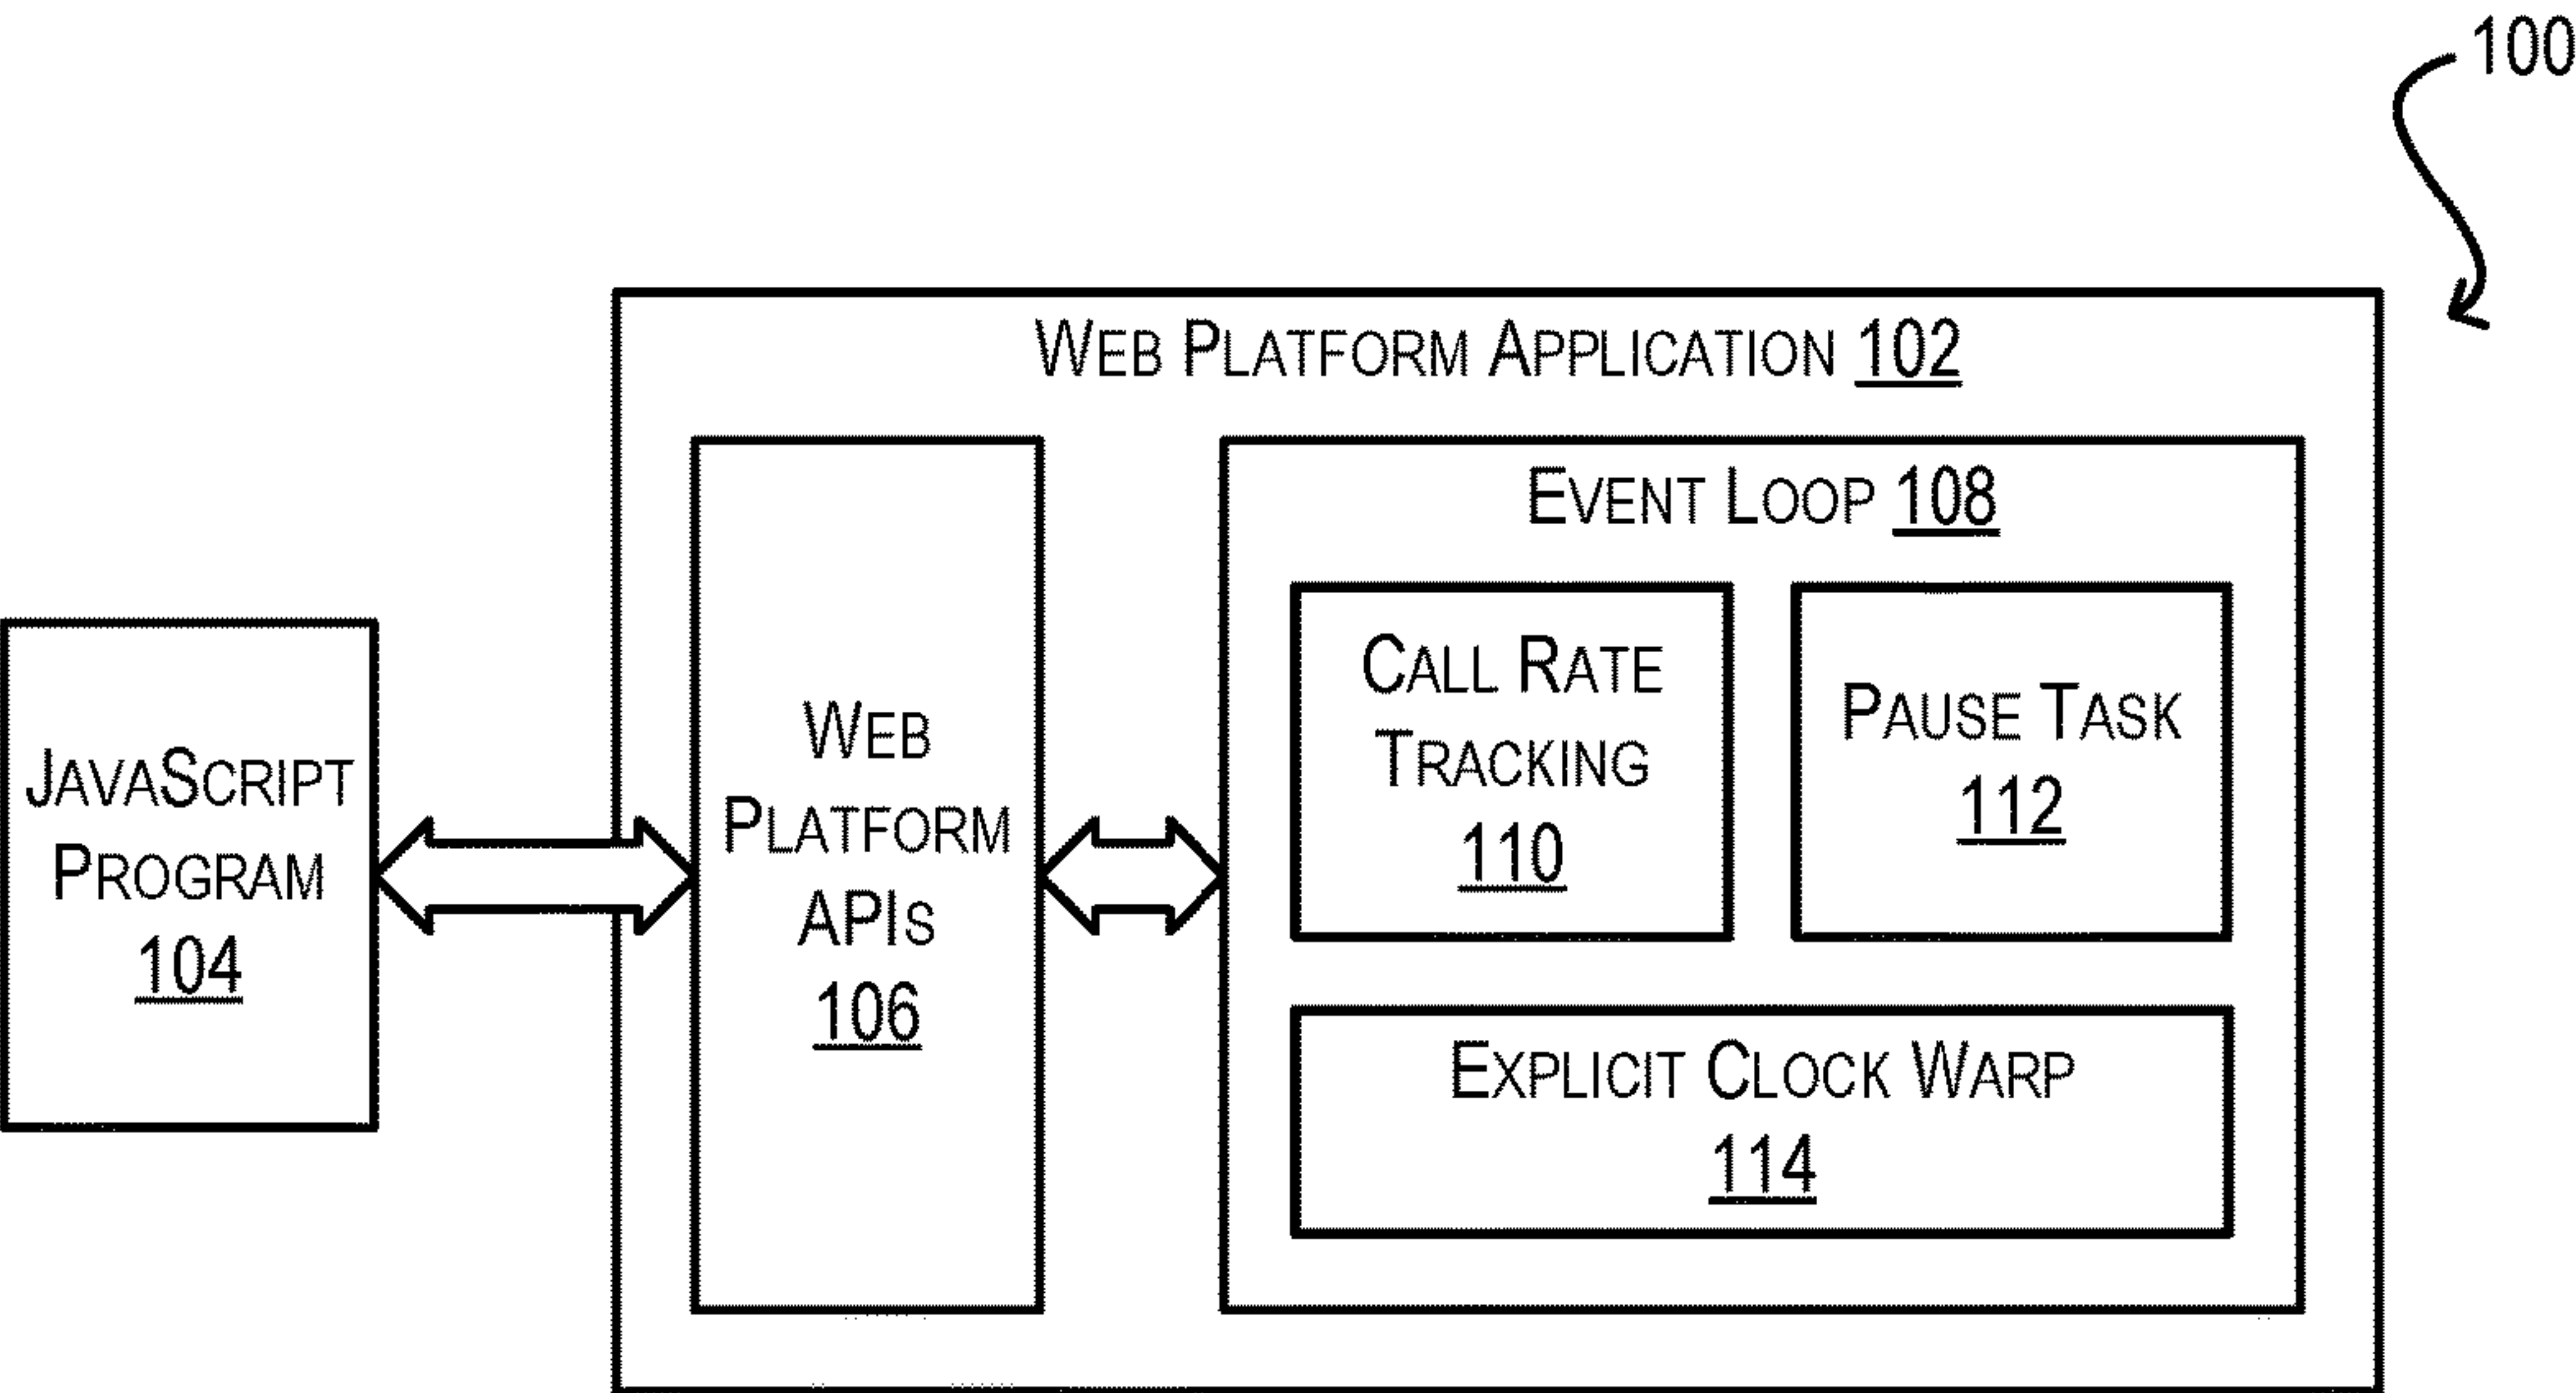 100
WEB PLATFORM APPLICATION 102
EVENT LOOP 108
JAVASCRIPT
PROGRAM
104
WEB
PLATFORM
APIS
106
CALL RATE
TRACKING
110
PAUSE TASK
112
EXPLICIT CLOCK WARP
114